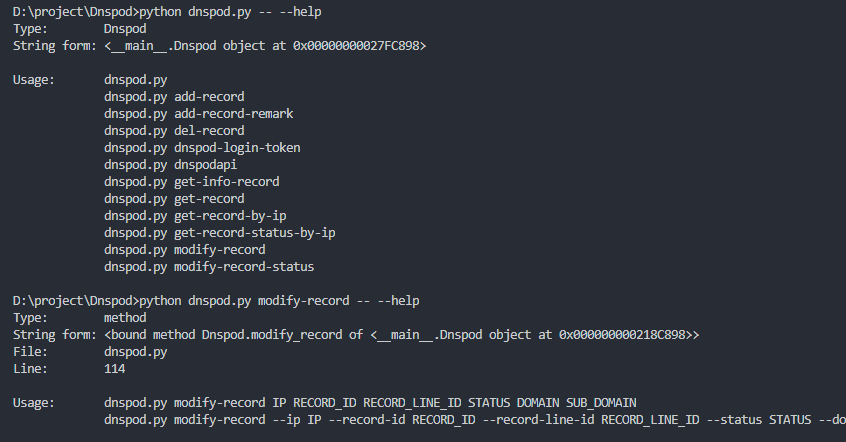 D:\project\Dnspod>python dnspod.py -- --help
Type:       Dnspod
String form: <__main__.Dnspod object at 0x00000000027FC898>
Usage:      dnspod.py
dnspod.py add-record
dnspod.py add-record-remark
dnspod.py del-record
dnspod.py dnspod-login-token
dnspod.py dnspodapi
dnspod.py get-info-record
dnspod.py get-record
dnspod.py get-record-by-ip
dnspod.py get-record-status-by-ip
dnspod.py modify-record
dnspod.py modify-record-status
D:\project\Dnspod>python dnspod.py modify-record -- --help
Type:       method
String form: <bound method Dnspod.modify_record of <__main__.Dnspod object at 0x000000000218C898>>
File:       dnspod.py
Line:       114
Usage:      dnspod.py modify-record IP RECORD_ID RECORD_LINE_ID STATUS DOMAIN SUB_DOMAIN
dnspod.py modify-record --ip IP --record-id RECORD_ID --record-line-id RECORD_LINE_ID --status STATUS --do